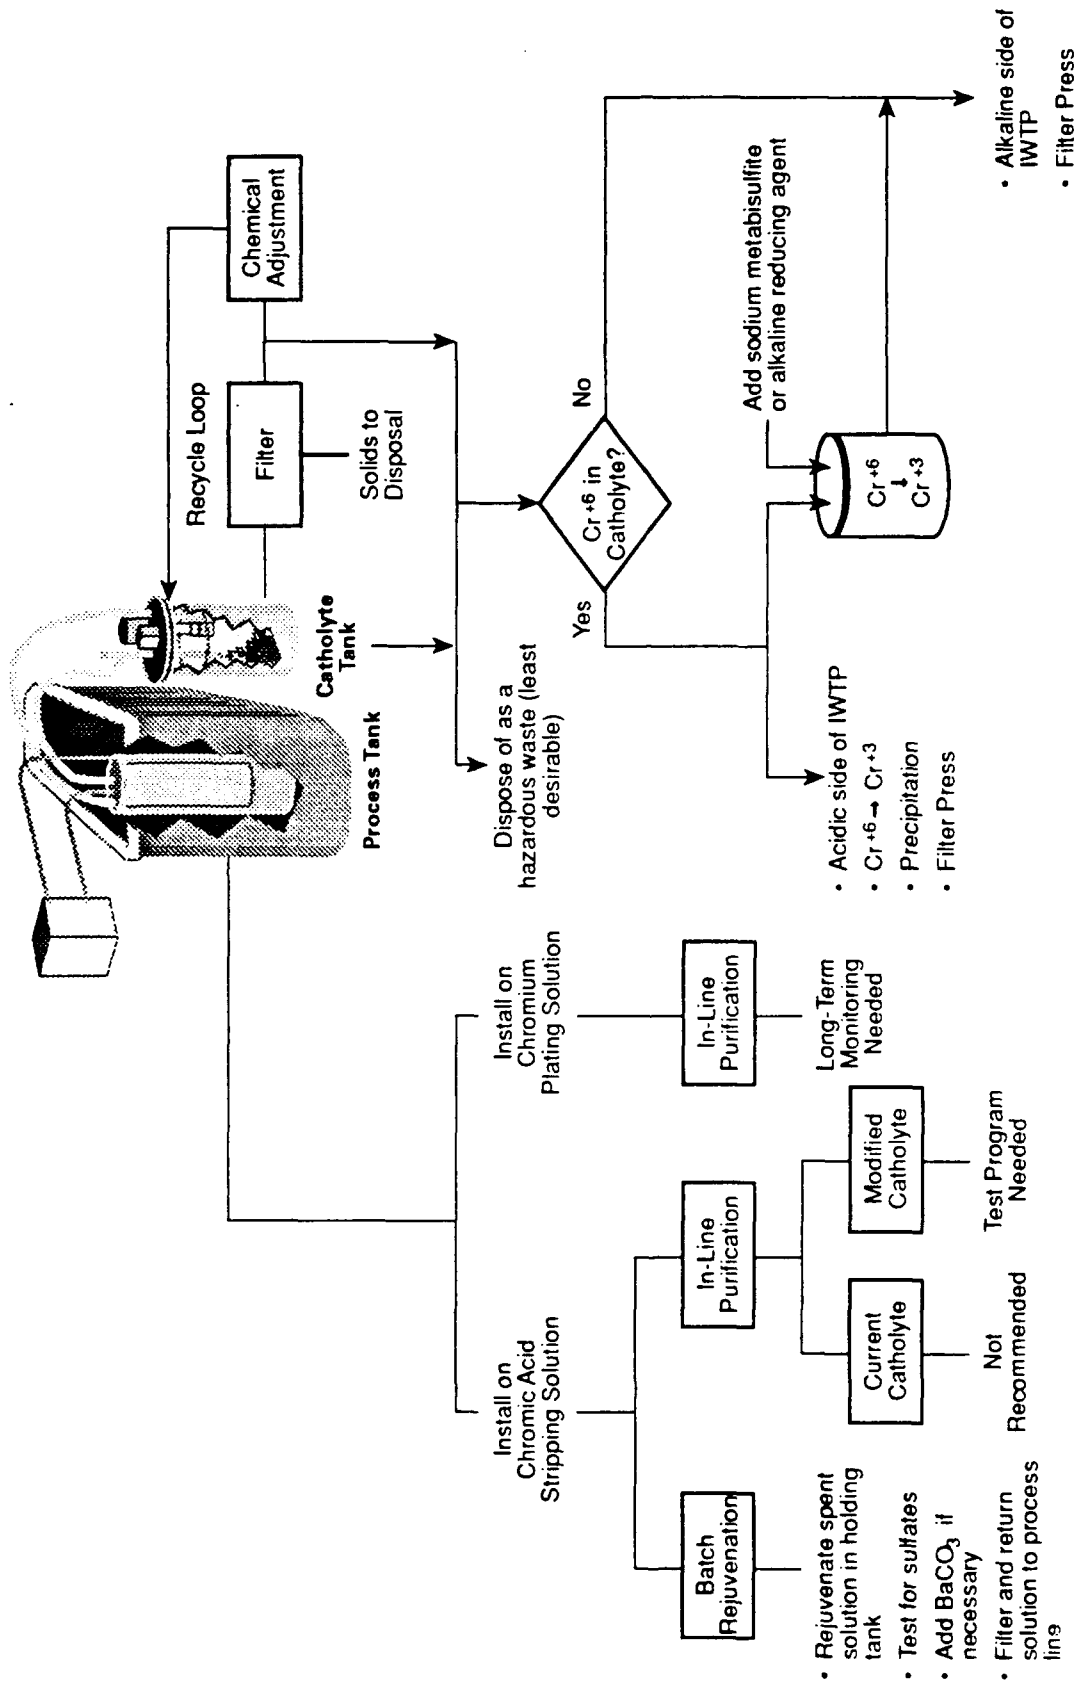 Recycle Loop
Chemical
Adjustment
Filter
Solids to
Disposal
Process Tank
Catholyte
Tank
Dispose of as a
hazardous waste (least
desirable)
Cr+6 in
Catholyte?
Yes
No
Add sodium metabisulfite
or alkaline reducing agent
Cr+6
↓
Cr+3
• Acidic side of IWTP
• Cr+6 → Cr+3
• Precipitation
• Filter Press
• Alkaline side of
IWTP
• Filter Press
Install on
Chromic Acid
Stripping Solution
Install on
Chromium
Plating Solution
Batch
Rejuvenation
In-Line
Purification
In-Line
Purification
• Rejuvenate spent
solution in holding
tank
• Test for sulfates
• Add BaCO3 if
necessary
• Filter and return
solution to process
line
Current
Catholyte
Modified
Catholyte
Not
Recommended
Test Program
Needed
Long-Term
Monitoring
Needed